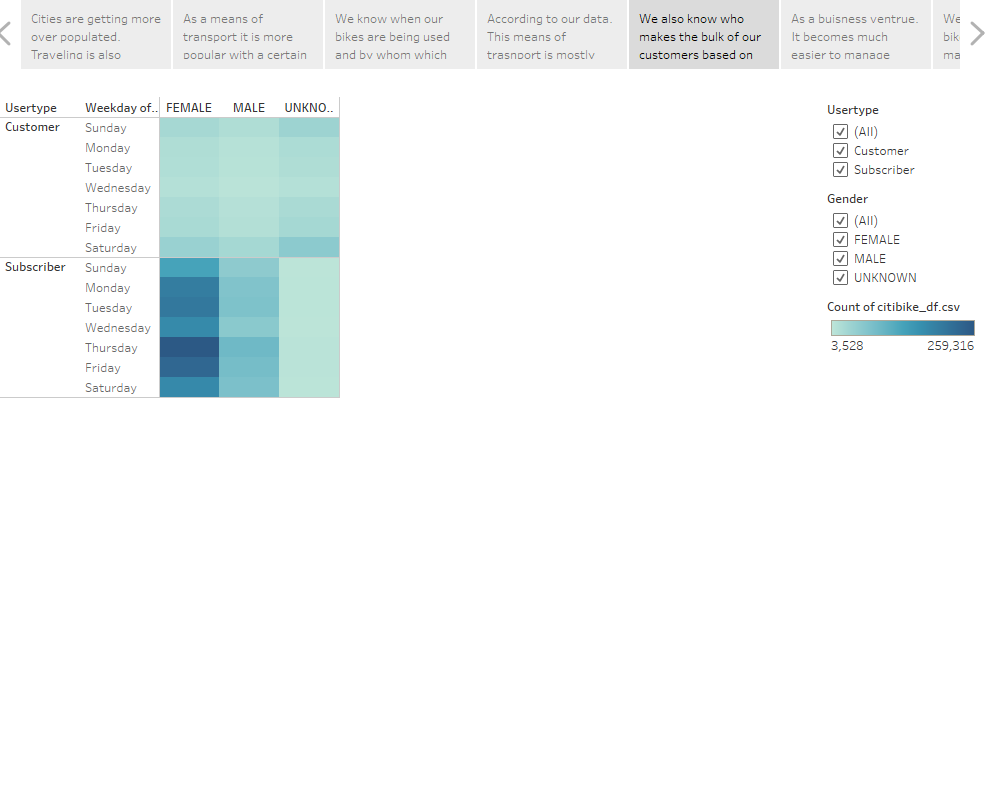 Cities are getting more
over populated.
Traveling is also
As a means of
transport it is more
popular with a certain
We know when our
bikes are being used
and by whom which
According to our data.
This means of
trasnport is mostly
We also know who
makes the bulk of our
customers based on
As a buisness ventrue.
It becomes much
easier to manage
We
bik
ma
Usertype Weekday of.. FEMALE MALE UNKNO..
Customer Sunday
Monday
Tuesday
Wednesday
Thursday
Friday
Saturday
Subscriber Sunday
Monday
Tuesday
Wednesday
Thursday
Friday
Saturday
Usertype
(All)
Customer
Subscriber
Gender
(All)
FEMALE
MALE
UNKNOWN
Count of citibike_df.csv
3,528 259,316